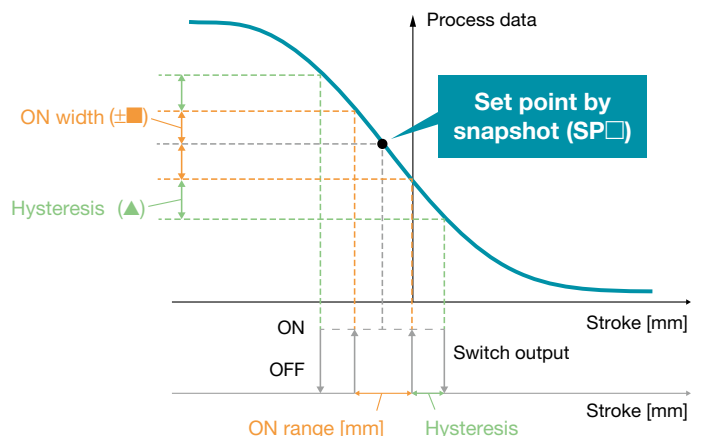 Process data
Set point by
snapshot (SP□)
ON width (±■)
Hysteresis (▲)
Stroke [mm]
ON
Switch output
OFF
Stroke [mm]
ON range [mm]
Hysteresis